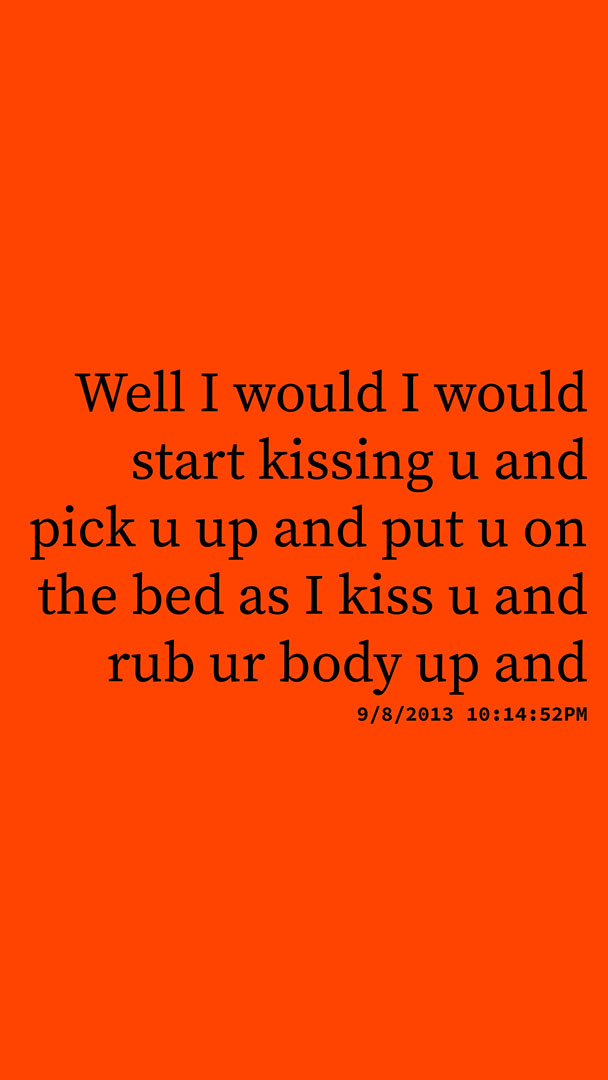 Well I would I would
start kissing u and
pick u up and put u on
the bed as I kiss u and
rub ur body up and
9/8/2013 10:14:52PM